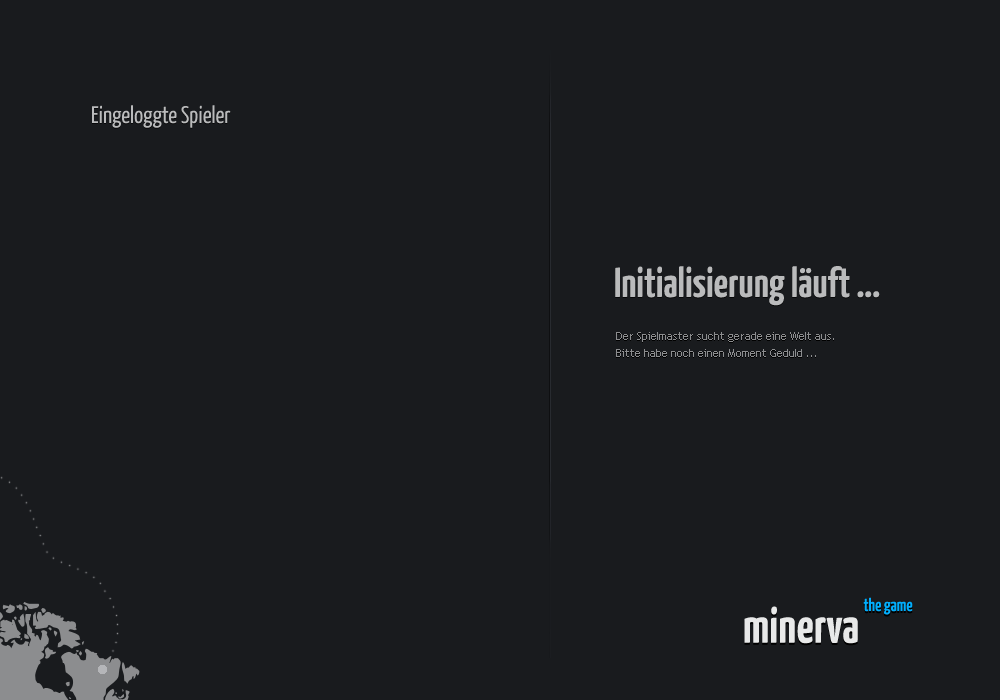 Eingeloggte Spieler
Initialisierung läuft ...
Der Spielmaster sucht gerade eine Welt aus.
Bitte habe noch einen Moment Geduld ...
the game
minerva